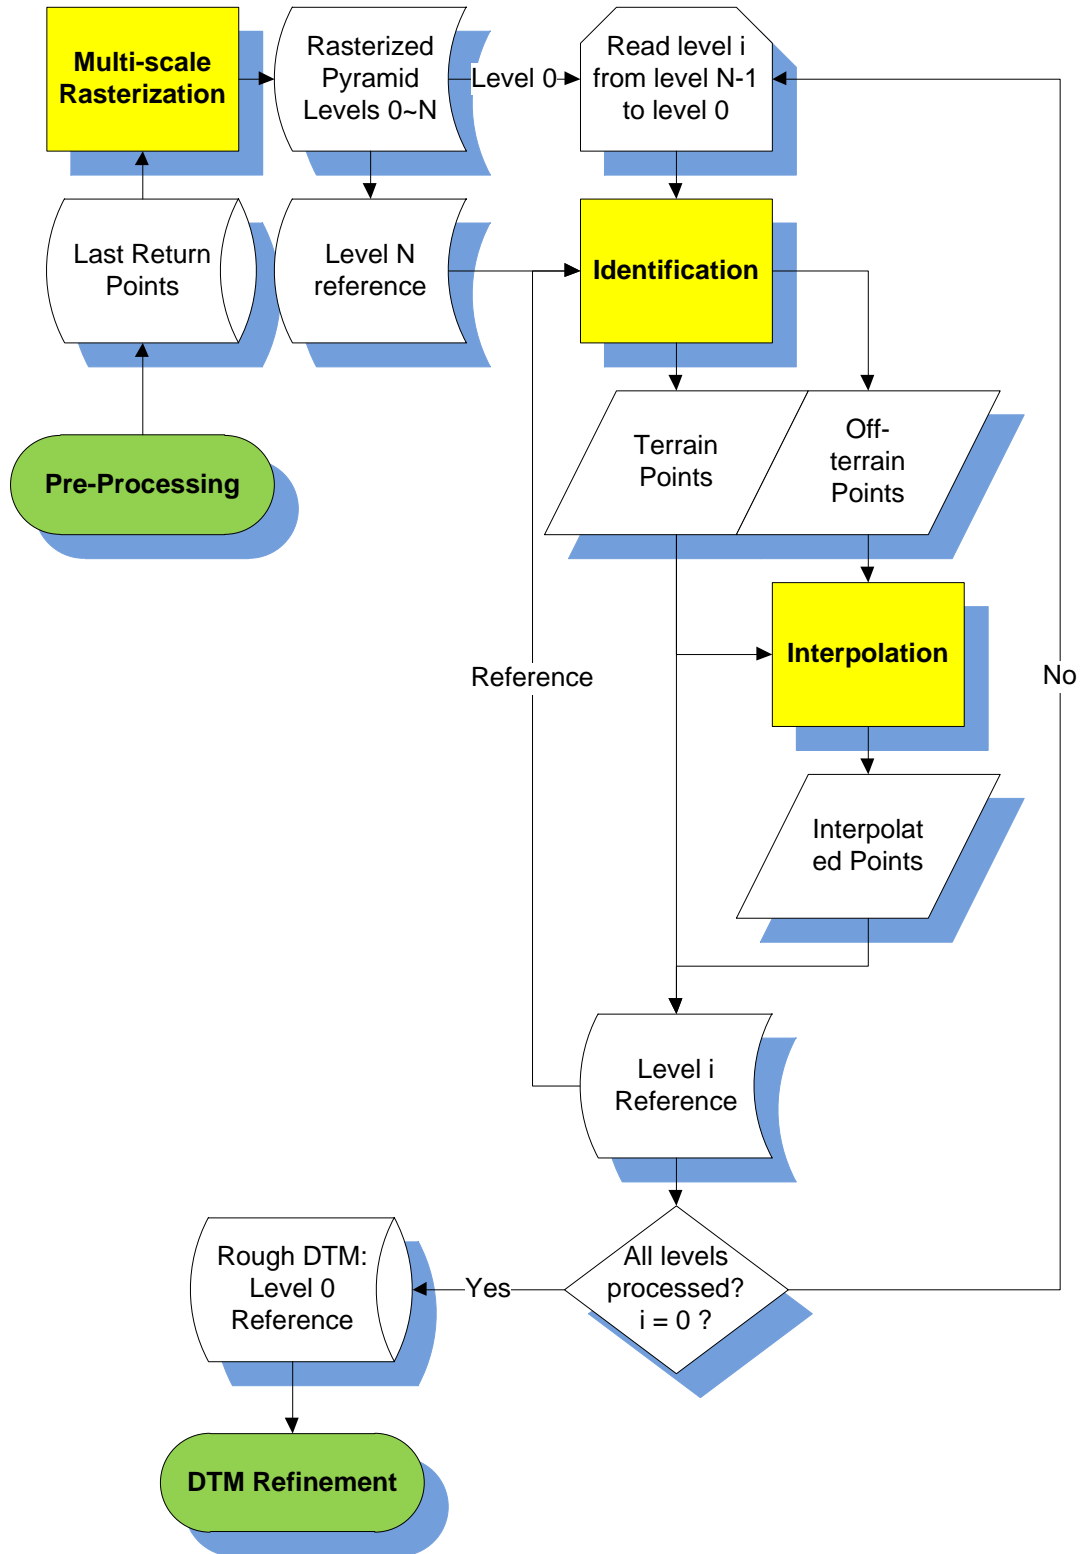 Multi-scale
Rasterization
Rasterized
Pyramid
Levels 0~N
Level 0
Read level i
from level N-1
to level 0
Last Return
Points
Level N
reference
Identification
Pre-Processing
Terrain
Points
Off-
terrain
Points
Reference
Interpolation
No
Interpolat
ed Points
Level i
Reference
Rough DTM:
Level 0
Reference
Yes
All levels
processed?
i = 0 ?
DTM Refinement